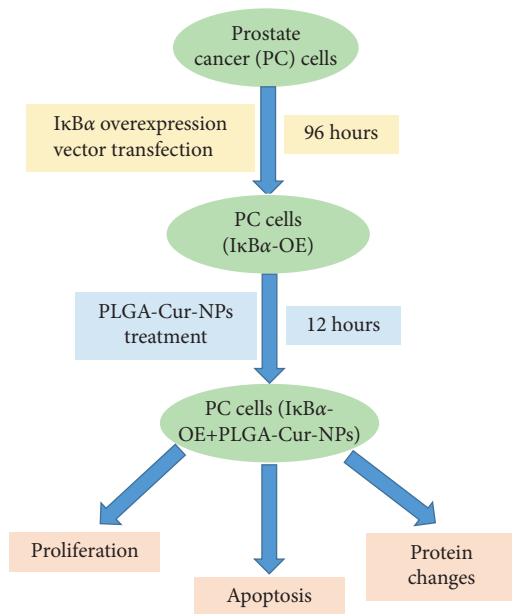 Prostate
cancer (PC) cells
IκBα overexpression
vector transfection
96 hours
PC cells
(IκBα-OE)
PLGA-Cur-NPs
treatment
12 hours
PC cells (IκBα-
OE+PLGA-Cur-NPs)
Proliferation
Apoptosis
Protein
changes